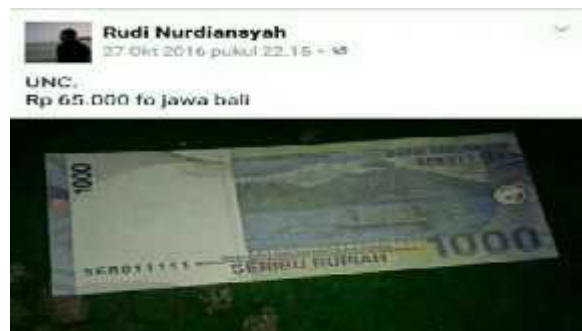 Rudi Nurdiansyah
27 Okt 2016 pukul 22.15
UNC.
Rp 65.000 fo jawa bali
1000
SERIBU RUPIAH
1000